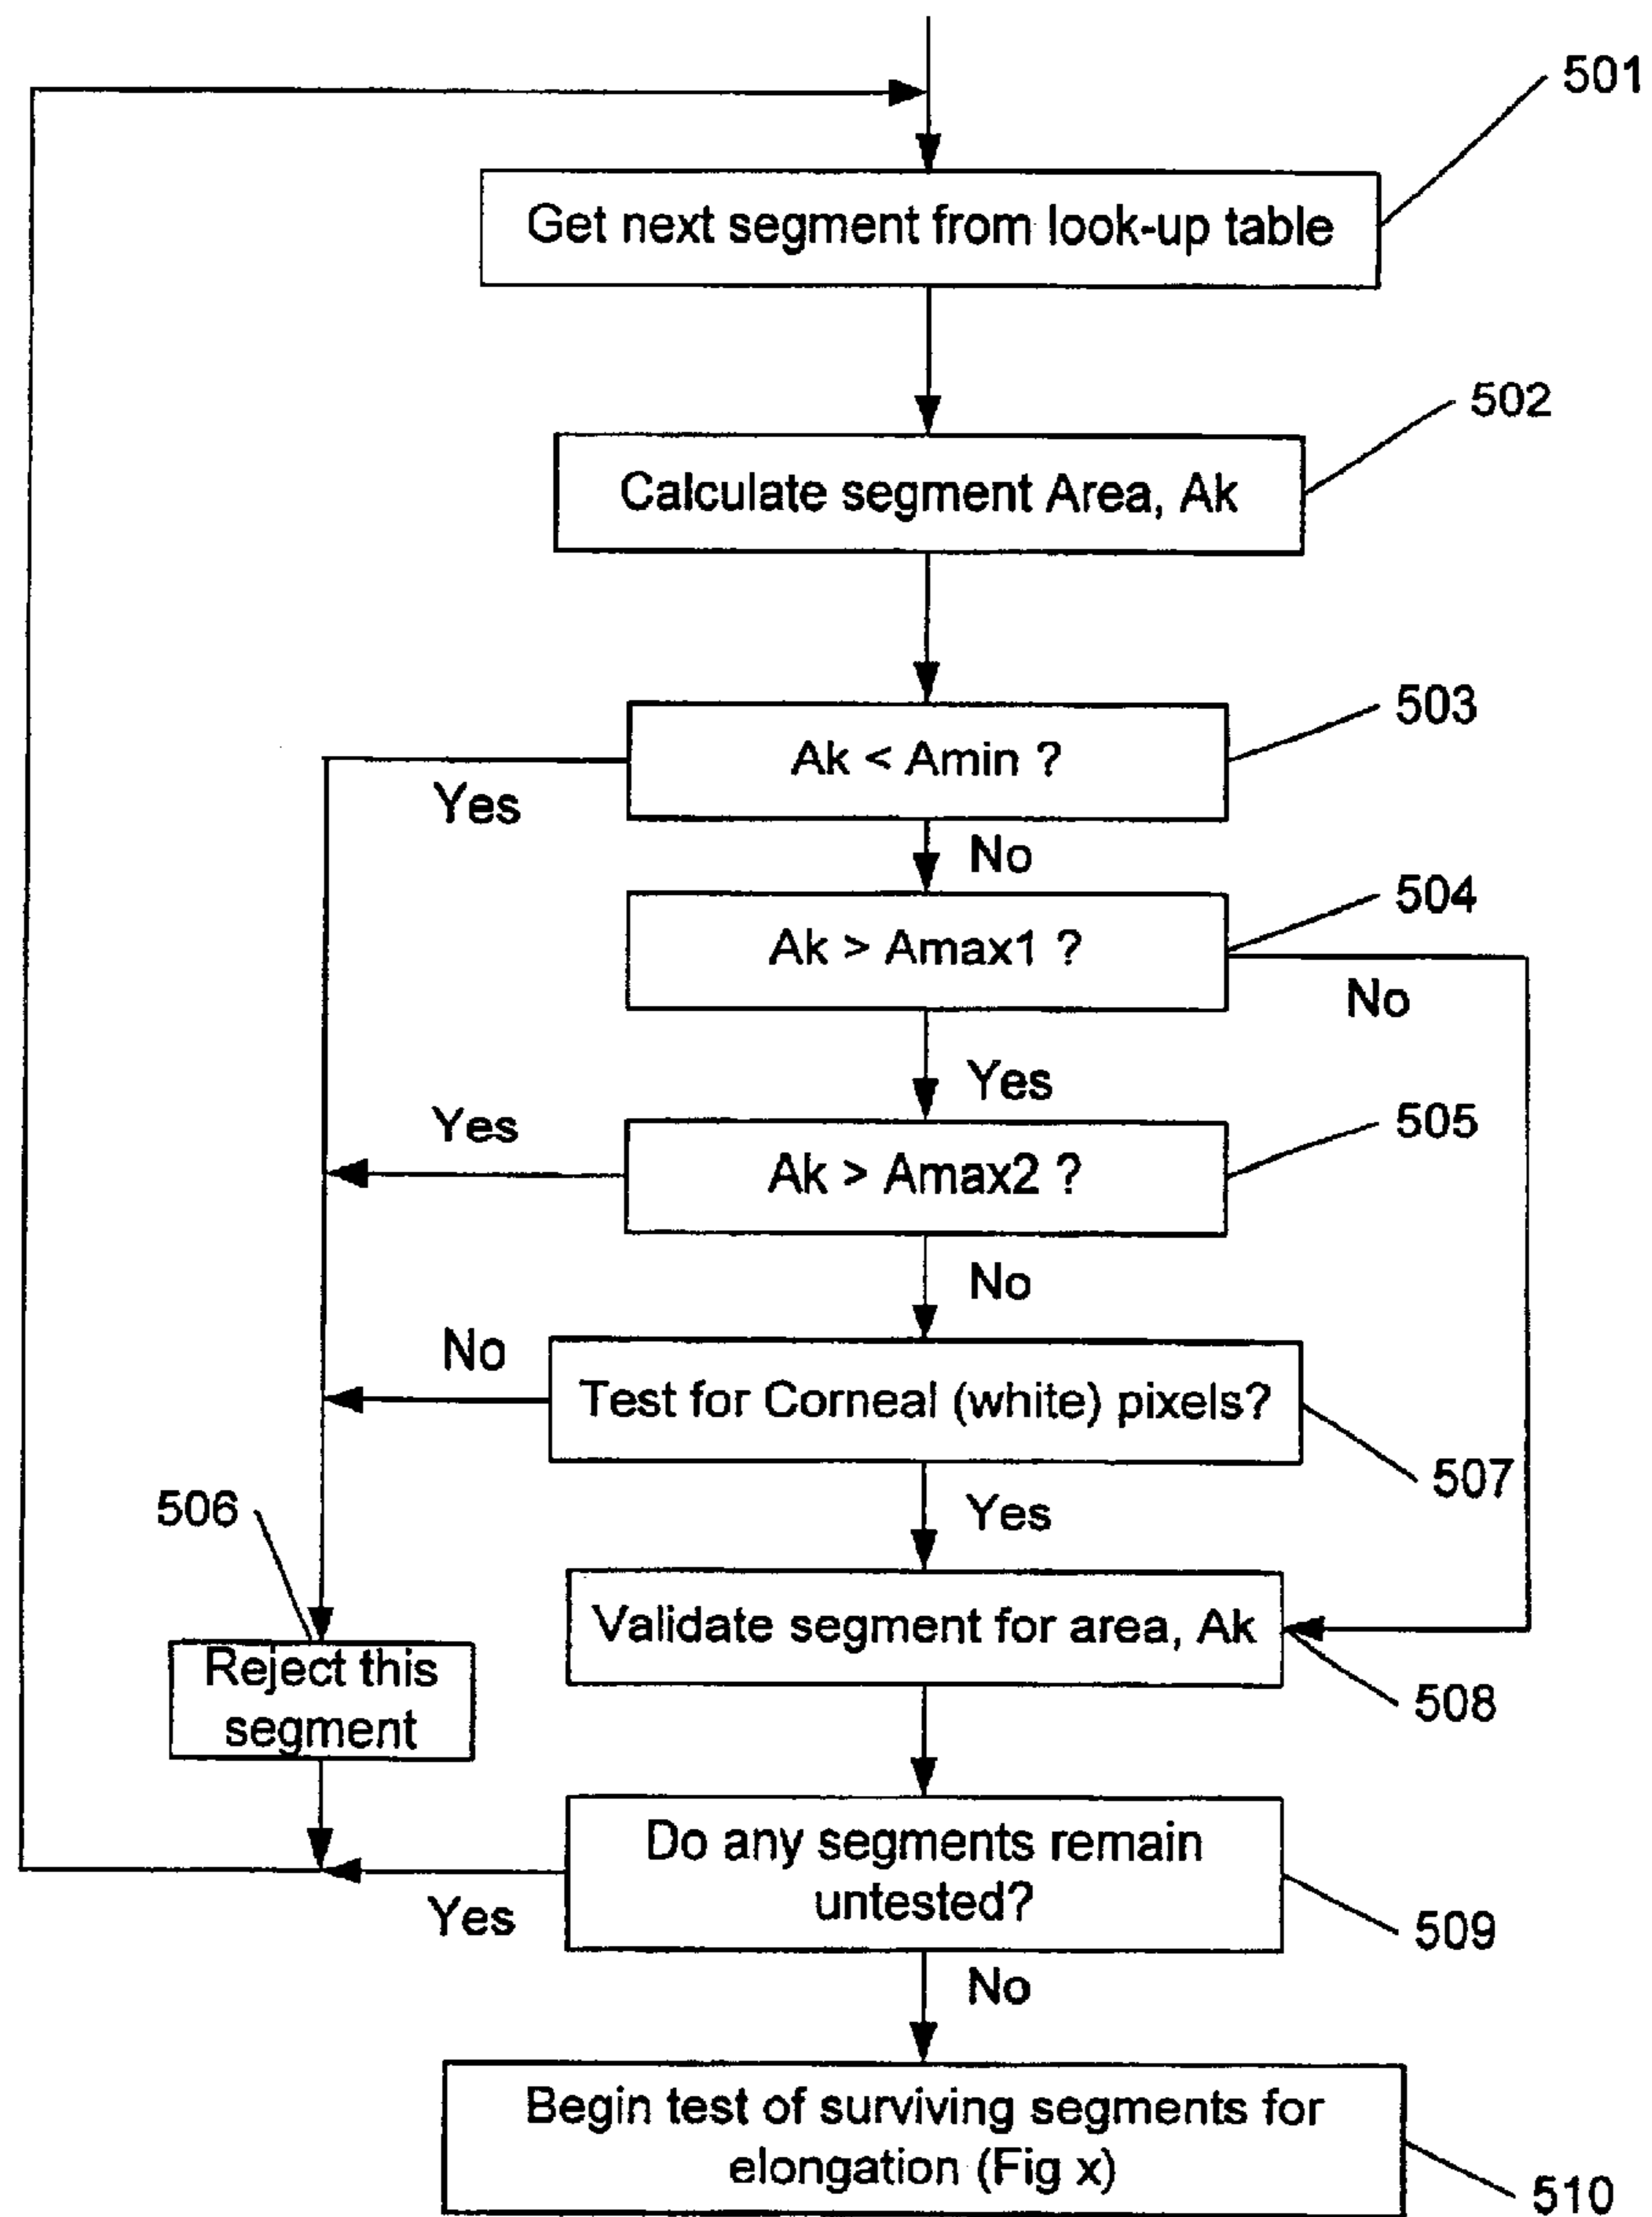 501
Get next segment from look-up table
502
Calculate segment Area, Ak
503
Ak < Amin ?
Yes
No
504
Ak > Amax1 ?
No
Yes
505
Yes
Ak > Amax2 ?
No
No
Test for Corneal (white) pixels?
507
506
Yes
Validate segment for area, Ak
508
Reject this
segment
Do any segments remain
untested?
Yes
509
No
Begin test of surviving segments for
elongation (Fig x)
510